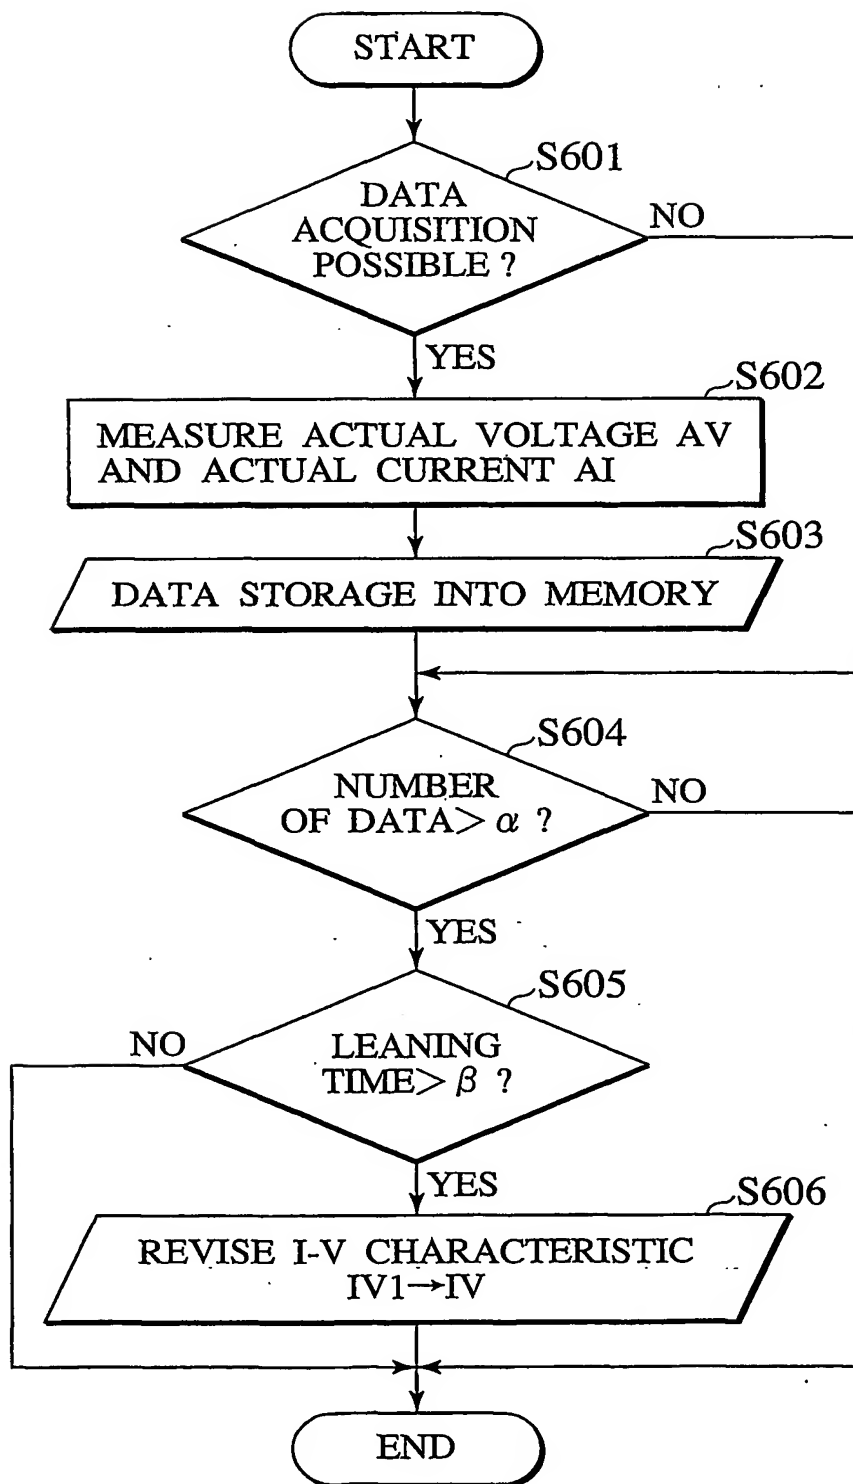 START
S601
DATA
ACQUISITION
POSSIBLE ?
NO
YES
S602
MEASURE ACTUAL VOLTAGE AV
AND ACTUAL CURRENT AI
S603
DATA STORAGE INTO MEMORY
S604
NUMBER
OF DATA> α ?
NO
YES
S605
NO
LEANING
TIME> β ?
YES
S606
REVISE I-V CHARACTERISTIC
IV1→IV
END